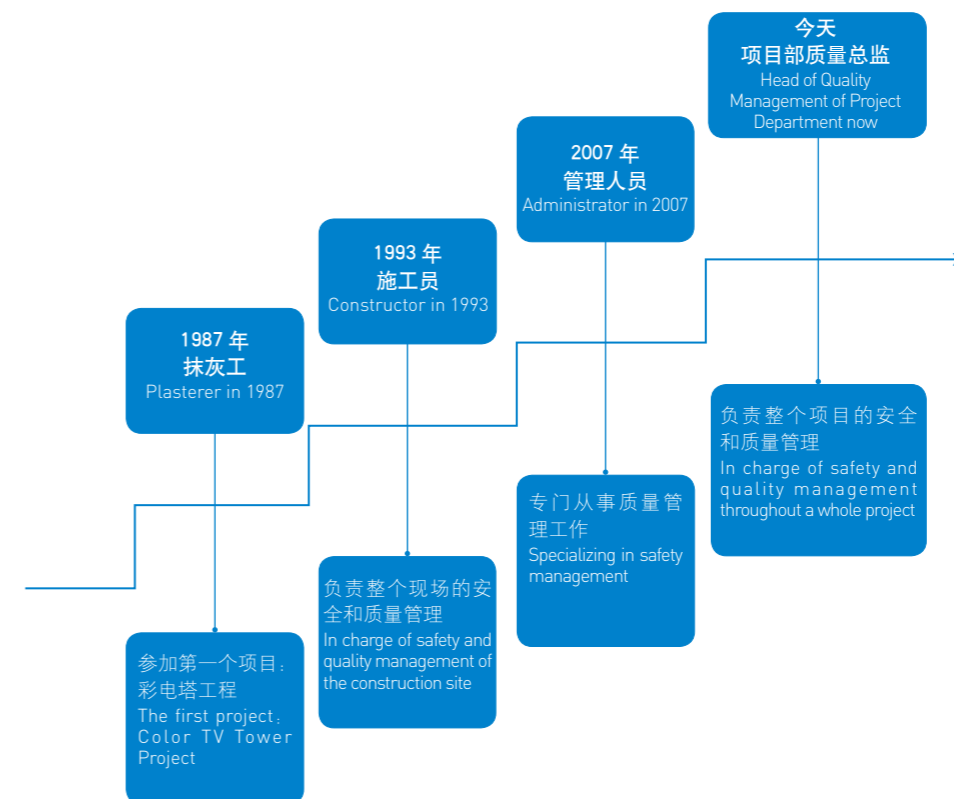 今天
项目部质量总监
Head of Quality
Management of Project
Department now
2007 年
管理人员
Administrator in 2007
1993 年
施工员
Constructor in 1993
1987 年
抹灰工
Plasterer in 1987
负责整个项目的安全
和质量管理
In charge of safety and
quality management
throughout a whole project
专门从事质量管
理工作
Specializing in safety
management
负责整个现场的安
全和质量管理
In charge of safety and
quality management of
the construction site
参加第一个项目：
彩电塔工程
The first project：
Color TV Tower
Project